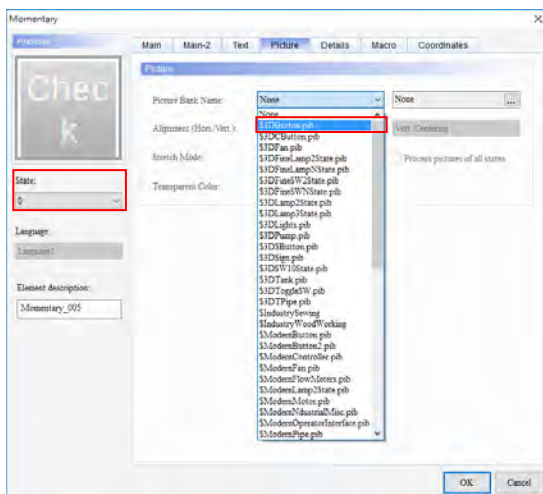 Momentary
Preview
Main Main-2 Text Picture Details Macro Coordinates
Chec
k
Picture
Picture Bank Name: None None ...
None
Alignment (Hori./Vert.): Vert. Centering
Stretch Mode: Process pictures of all states
Transparent Color:
$3DButton.pib
$3DCButton.pib
$3DFan.pib
$3DFineLamp2State.pib
$3DFineLampNState.pib
$3DFineSW2State.pib
$3DFineSWNState.pib
$3DLamp2State.pib
$3DLamp3State.pib
$3DLights.pib
$3DPump.pib
$3DSButton.pib
$3DSign.pib
$3DSW10State.pib
$3DTank.pib
$3DToggleSW.pib
$3DTPipe.pib
$IndustrySewing
$IndustryWoodWorking
$ModernButton.pib
$ModernButton2.pib
$ModernController.pib
$ModernFan.pib
$ModernFlowMeters.pib
$ModernLamp2State.pib
$ModernMotor.pib
$ModernNdustrialMisc.pib
$ModernOperatorInterface.pib
$ModernPipe.pib
State:
0
Language:
Language1
Element description:
Momentary_005
OK Cancel